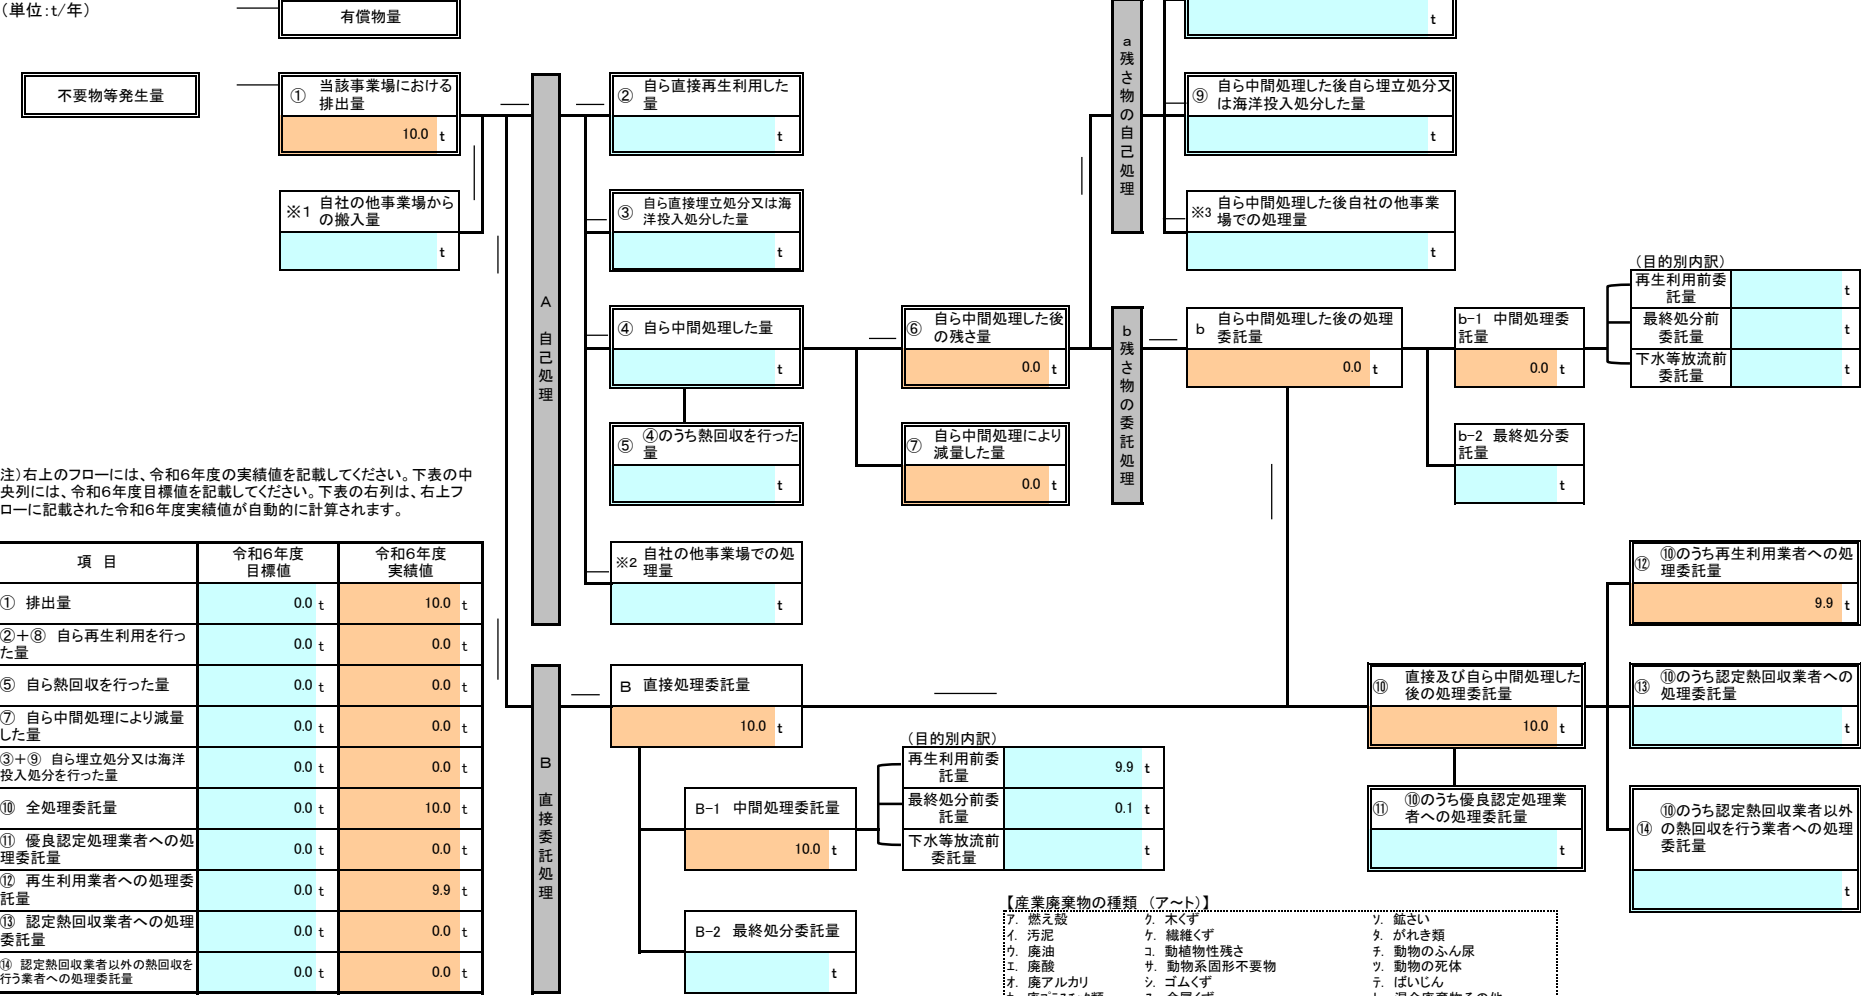 （単位:t/年）
有償物量
t
不要物等発生量
① 当該事業場における
排出量
10.0 t
※1 自社の他事業場から
の搬入量
t
A 自己処理
② 自ら直接再生利用した
量
t
③ 自ら直接埋立処分又は海
洋投入処分した量
t
④ 自ら中間処理した量
t
⑤ ④のうち熱回収を行った
量
t
※2 自社の他事業場での処
理量
t
⑥ 自ら中間処理した後
の残さ量
0.0 t
⑦ 自ら中間処理により
減量した量
0.0 t
a 残さ物の自己処理
⑨ 自ら中間処理した後自ら埋立処分又
は海洋投入処分した量
t
※3 自ら中間処理した後自社の他事業
場での処理量
t
b 残さ物の委託処理
b 自ら中間処理した後の処理
委託量
0.0 t
b-1 中間処理委
託量
0.0 t
b-2 最終処分委
託量
t
（目的別内訳）
再生利用前委
託量
t
最終処分前
委託量
t
下水等放流前
委託量
t
注）右上のフローには、令和６年度の実績値を記載してください。下表の中
央列には、令和６年度目標値を記載してください。下表の右列は、右上フ
ローに記載された令和６年度実績値が自動的に計算されます。
項 目 令和６年度
目標値 令和６年度
実績値
① 排出量 0.0 t 10.0 t
②＋⑧ 自ら再生利用を行っ
た量 0.0 t 0.0 t
⑤ 自ら熱回収を行った量 0.0 t 0.0 t
⑦ 自ら中間処理により減量
した量 0.0 t 0.0 t
③＋⑨ 自ら埋立処分又は海洋
投入処分を行った量 0.0 t 0.0 t
⑩ 全処理委託量 0.0 t 10.0 t
⑪ 優良認定処理業者への処
理委託量 0.0 t 0.0 t
⑫ 再生利用業者への処理委
託量 0.0 t 9.9 t
⑬ 認定熱回収業者への処理
委託量 0.0 t 0.0 t
⑭ 認定熱回収業者以外の熱回収を
行う業者への処理委託量 0.0 t 0.0 t
B 直接委託処理
B 直接処理委託量
10.0 t
B-1 中間処理委託量
10.0 t
B-2 最終処分委託量
t
（目的別内訳）
再生利用前委
託量
9.9 t
最終処分前委
託量
0.1 t
下水等放流前
委託量
t
⑩ 直接及び自ら中間処理した
後の処理委託量
10.0 t
⑪ ⑩のうち優良認定処理業
者への処理委託量
t
⑫ ⑩のうち再生利用業者への処
理委託量
9.9 t
⑬ ⑩のうち認定熱回収業者への
処理委託量
t
⑭ ⑩のうち認定熱回収業者以外
の熱回収を行う業者への処理
委託量
t
【産業廃棄物の種類 （ア～ト）】
ア. 燃え殻 ク. 木くず ソ. 鉱さい
イ. 汚泥 ケ. 繊維くず タ. がれき類
ウ. 廃油 コ. 動植物性残さ チ. 動物のふん尿
エ. 廃酸 サ. 動物系固形不要物 ツ. 動物の死体
オ. 廃アルカリ シ. ゴムくず テ. ばいじん